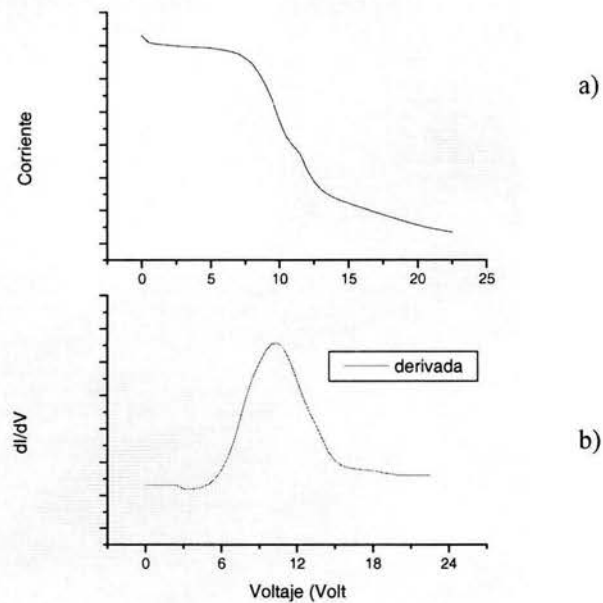 Corriente
a)
0 5 10 15 20 25
dI/dV
derivada
b)
0 6 12 18 24
Voltaje (Volt